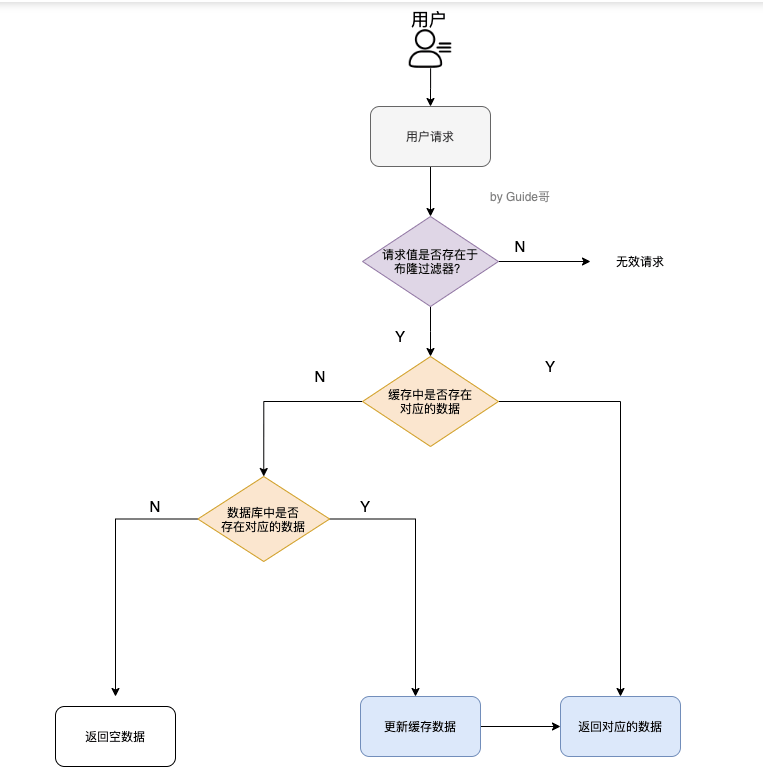 用户
用户请求
by Guide哥
请求值是否存在于
布隆过滤器?
N
无效请求
Y
缓存中是否存在
对应的数据
N
Y
数据库中是否
存在对应的数据
N
Y
返回空数据
更新缓存数据
返回对应的数据